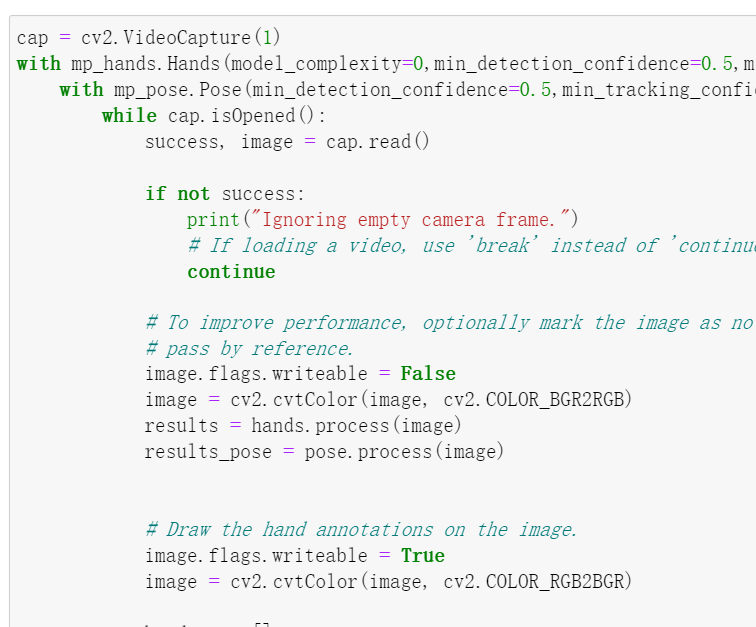 cap = cv2.VideoCapture(1)
with mp_hands.Hands(model_complexity=0,min_detection_confidence=0.5,m
with mp_pose.Pose(min_detection_confidence=0.5,min_tracking_confi
while cap.isOpened():
success, image = cap.read()
if not success:
print("Ignoring empty camera frame.")
# If loading a video, use 'break' instead of 'continu
continue
# To improve performance, optionally mark the image as no
# pass by reference.
image.flags.writeable = False
image = cv2.cvtColor(image, cv2.COLOR_BGR2RGB)
results = hands.process(image)
results_pose = pose.process(image)
# Draw the hand annotations on the image.
image.flags.writeable = True
image = cv2.cvtColor(image, cv2.COLOR_RGB2BGR)